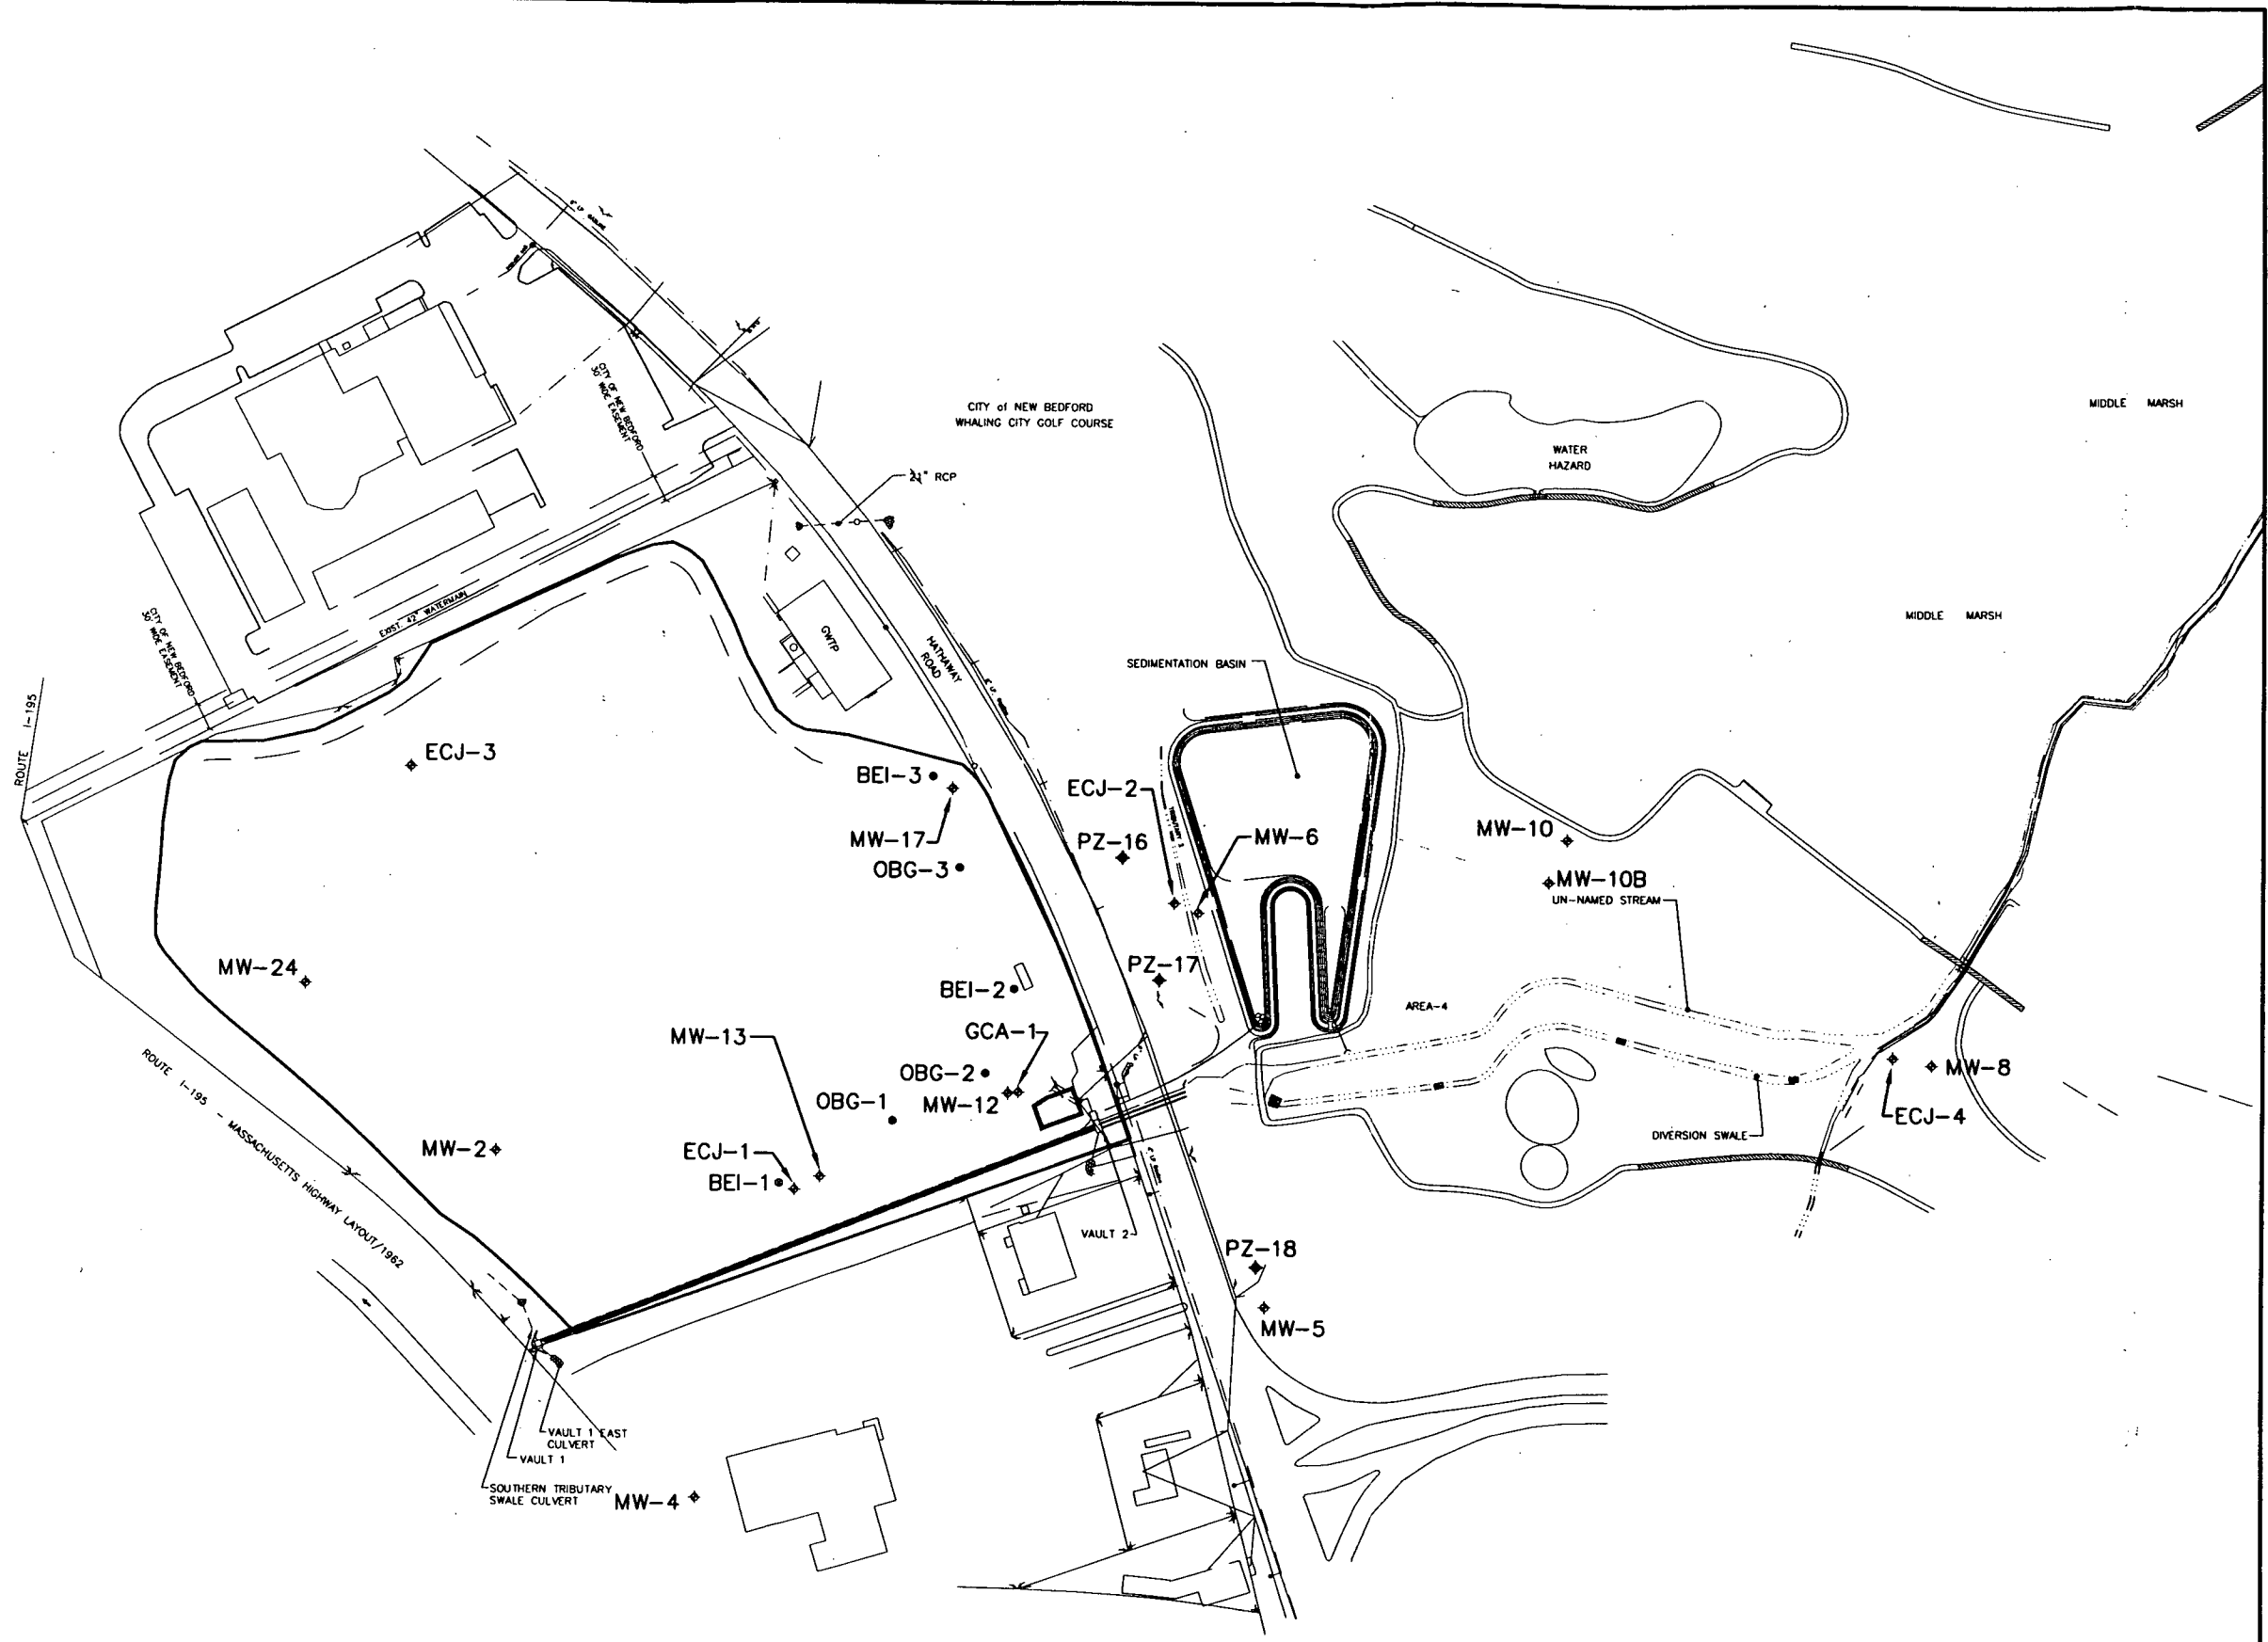 6" LP GASLINE
CITY OF NEW BEDFORD
30' WIDE EASEMENT
CITY of NEW BEDFORD
WHALING CITY GOLF COURSE
MIDDLE MARSH
WATER
HAZARD
RCP
EXIST. 42" WATERMAIN
CITY OF NEW BEDFORD
50' WIDE EASEMENT
GWTP
HATHAWAY
ROAD
MIDDLE MARSH
SEDIMENTATION BASIN
ROUTE I-195
ECJ-3
BEI-3
ECJ-2
MW-17
PZ-16
MW-6
MW-10
OBG-3
MW-10B
UN-NAMED STREAM
MW-24
PZ-17
BEI-2
AREA-4
GCA-1
MW-13
OBG-2
MW-8
OBG-1
MW-12
ECJ-4
ROUTE I-195 - MASSACHUSETTS HIGHWAY LAYOUT/1962
DIVERSION SWALE
MW-2
ECJ-1
BEI-1
VAULT 2
PZ-18
MW-5
VAULT 1 EAST
CULVERT
VAULT 1
SOUTHERN TRIBUTARY
SWALE CULVERT
MW-4